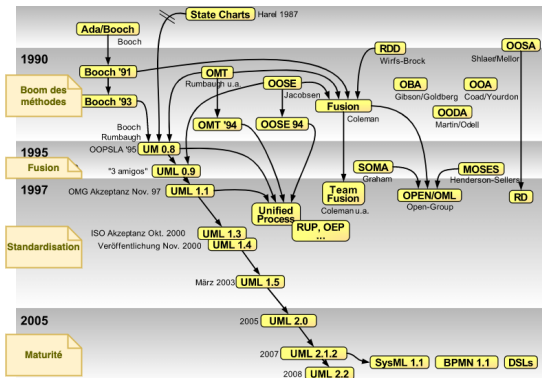 State Charts
Harel 1987
Ada/Booch
Booch
RDD
Wirfs-Brock
OOSA
Shlaer/Mellor
1990
Booch '91
OMT
Rumbaugh u.a.
OOSE
Jacobsen
OBA
Gibson/Goldberg
OOA
Coad/Yourdon
Boom des
méthodes
Booch '93
Fusion
Coleman
OODA
Martin/Odell
Booch
Rumbaugh
OMT '94
OOSE 94
OOPSLA '95
UM 0.8
1995
Fusion
"3 amigos"
UML 0.9
SOMA
Graham
MOSES
Henderson-Sellers
1997
OMG Akzeptanz Nov. 97
UML 1.1
Team
Fusion
Coleman u.a.
OPEN/OML
Open-Group
RD
Unified
Process
RUP, OEP
...
Standardisation
ISO Akzeptanz Okt. 2000
UML 1.3
Veröffentlichung Nov. 2000
UML 1.4
März 2003
UML 1.5
2005
2005
UML 2.0
Maturité
2007
UML 2.1.2
SysML 1.1
BPMN 1.1
DSLs
2008
UML 2.2